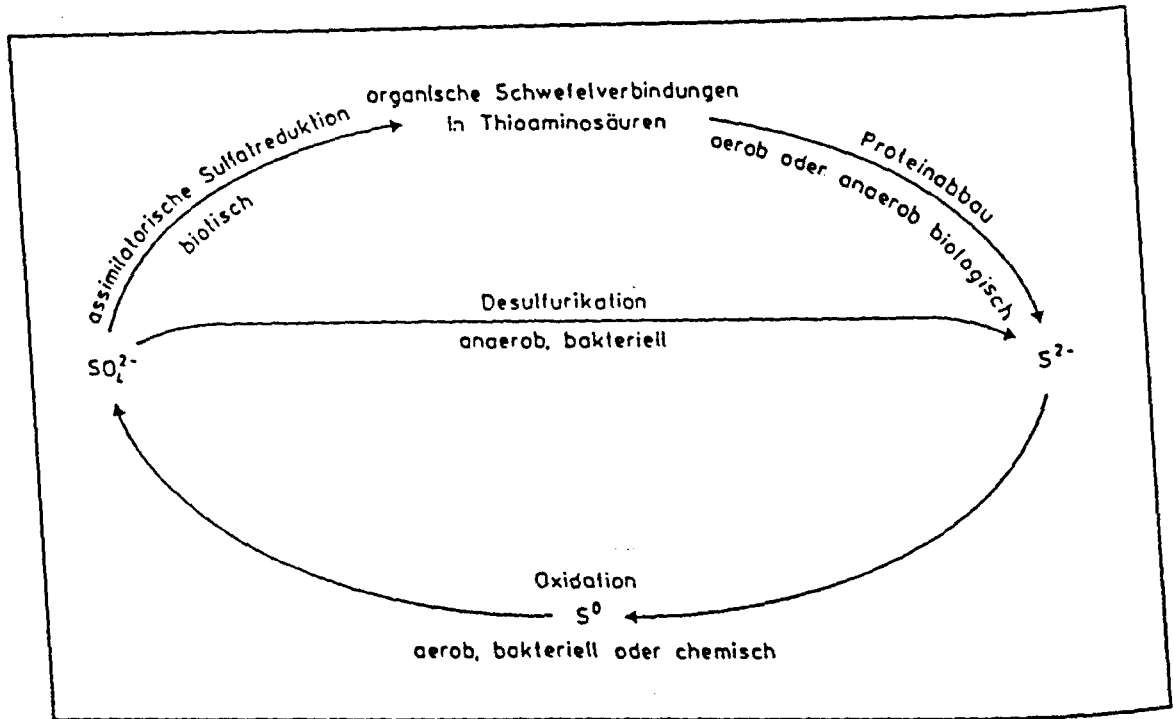 organische Schwefelverbindungen
in Thioaminosäuren
assimilatorische Sulfatreduktion
biotisch
Proteinabbau
aerob oder anaerob biologisch
Desulfurikation
anaerob, bakteriell
SO₄²⁻
S²⁻
Oxidation
S⁰
aerob, bakteriell oder chemisch